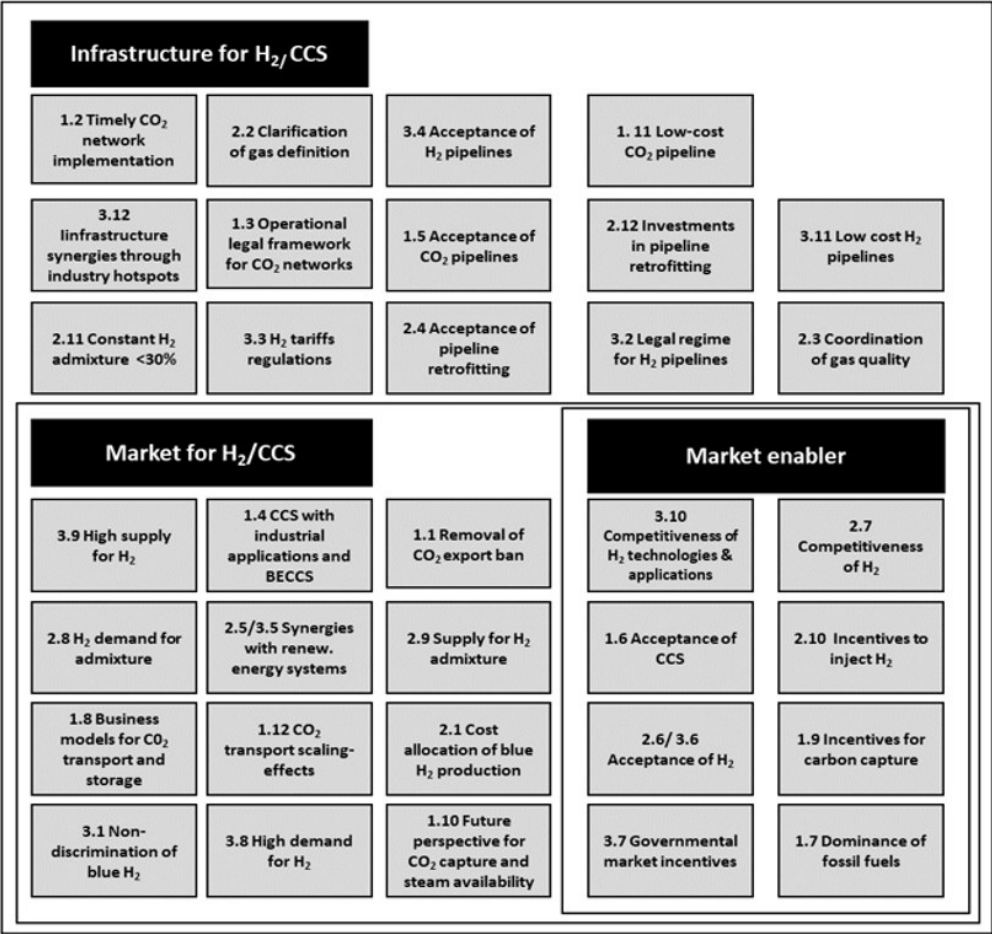 Infrastructure for H₂/CCS
1.2 Timely CO₂
network
implementation
2.2 Clarification
of gas definition
3.4 Acceptance of
H₂ pipelines
1. 11 Low-cost
CO₂ pipeline
3.12
Iinfrastructure
synergies through
industry hotspots
1.3 Operational
legal framework
for CO₂ networks
1.5 Acceptance of
CO₂ pipelines
2.12 Investments
in pipeline
retrofitting
3.11 Low cost H₂
pipelines
2.11 Constant H₂
admixture <30%
3.3 H₂ tariffs
regulations
2.4 Acceptance of
pipeline
retrofitting
3.2 Legal regime
for H₂ pipelines
2.3 Coordination
of gas quality
Market for H₂/CCS
3.9 High supply
for H₂
1.4 CCS with
industrial
applications and
BECCS
1.1 Removal of
CO₂ export ban
2.8 H₂ demand for
admixture
2.5/3.5 Synergies
with renew.
energy systems
2.9 Supply for H₂
admixture
1.8 Business
models for C0₂
transport and
storage
1.12 CO₂
transport scaling-
effects
2.1 Cost
allocation of blue
H₂ production
3.1 Non-
discrimination of
blue H₂
3.8 High demand
for H₂
1.10 Future
perspective for
CO₂ capture and
steam availability
Market enabler
3.10
Competitiveness of
H₂ technologies &
applications
2.7
Competitiveness
of H₂
1.6 Acceptance of
CCS
2.10 Incentives to
inject H₂
2.6/ 3.6
Acceptance of H₂
1.9 Incentives for
carbon capture
3.7 Governmental
market incentives
1.7 Dominance of
fossil fuels